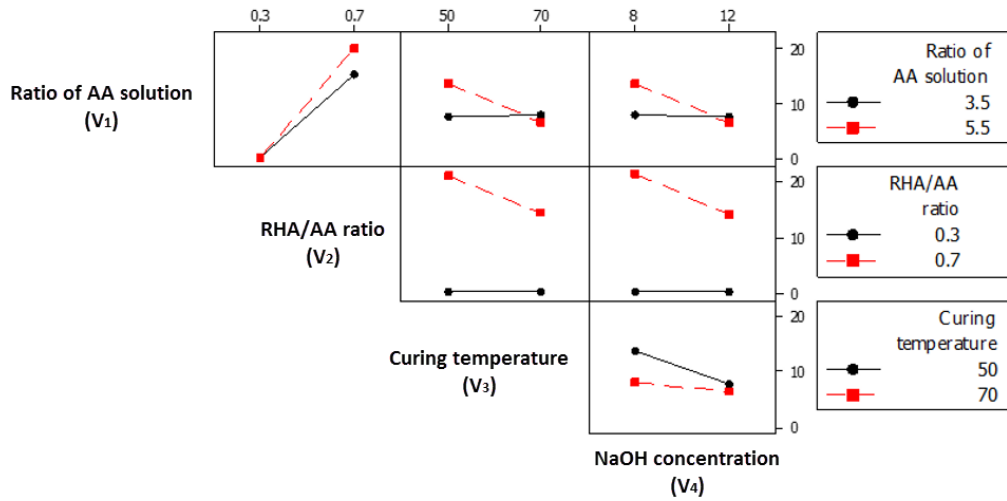 0.3 0.7 50 70 8 12
Ratio of AA solution
(V1)
20
10
0
Ratio of
AA solution
3.5
5.5
RHA/AA ratio
(V2)
20
10
0
RHA/AA
ratio
0.3
0.7
Curing temperature
(V3)
20
10
0
Curing
temperature
50
70
NaOH concentration
(V4)